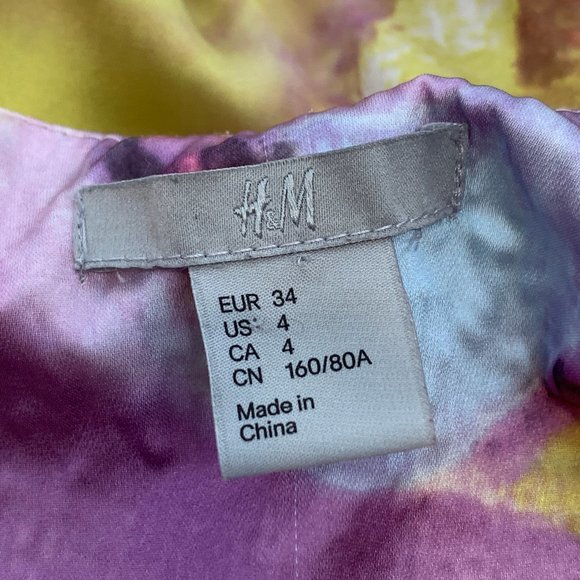 H&M
EUR 34
US 4
CA 4
CN 160/80A
Made in
China